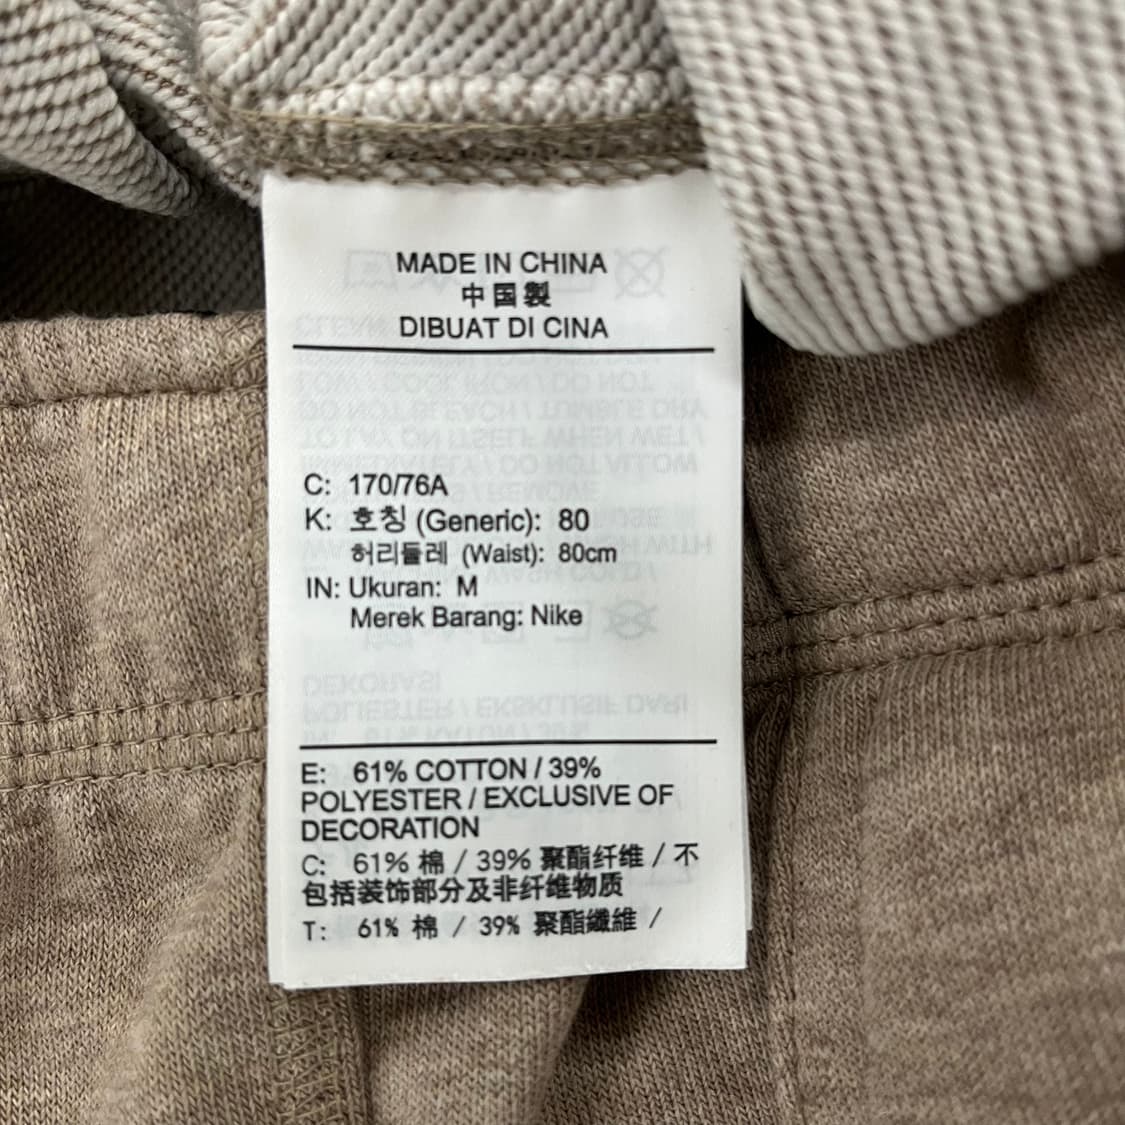 MADE IN CHINA
中国製
DIBUAT DI CINA
C: 170/76A
K: 호칭 (Generic): 80
허리둘레 (Waist): 80cm
IN: Ukuran: M
Merek Barang: Nike
E: 61% COTTON / 39%
POLYESTER / EXCLUSIVE OF
DECORATION
C: 61% 棉 / 39% 聚酯纤维 / 不
包括装饰部分及非纤维物质
T: 61% 棉 / 39% 聚酯纖維 /